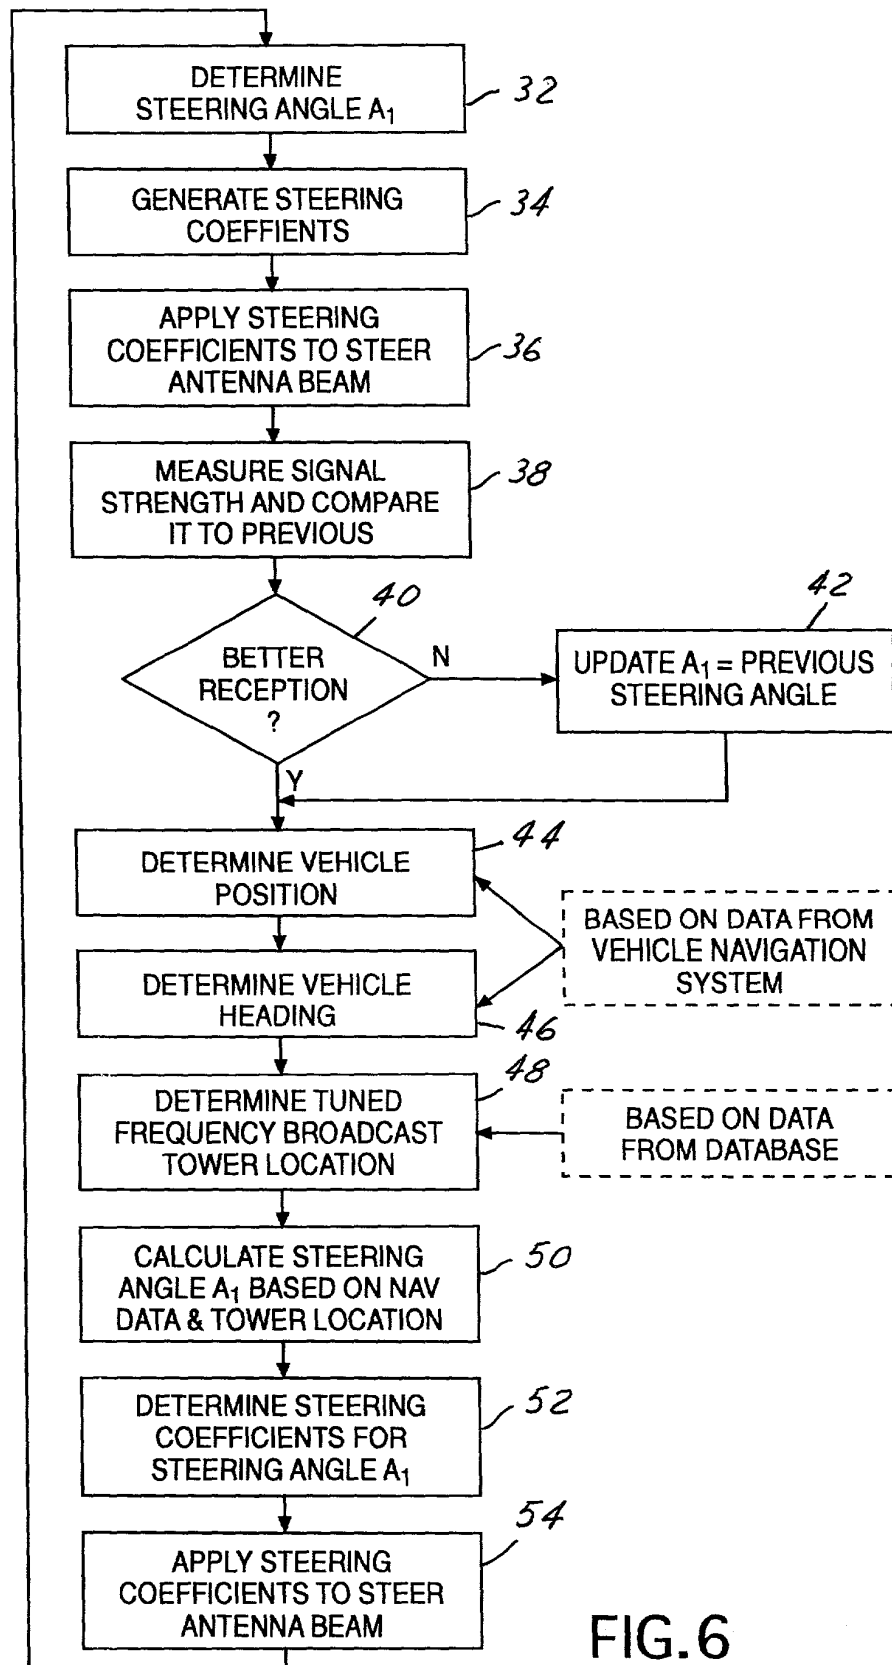 DETERMINE
STEERING ANGLE A1
32
GENERATE STEERING
COEFFIENTS
34
APPLY STEERING
COEFFICIENTS TO STEER
ANTENNA BEAM
36
MEASURE SIGNAL
STRENGTH AND COMPARE
IT TO PREVIOUS
38
BETTER
RECEPTION
?
40
N
Y
42
UPDATE A1 = PREVIOUS
STEERING ANGLE
DETERMINE VEHICLE
POSITION
44
BASED ON DATA FROM
VEHICLE NAVIGATION
SYSTEM
DETERMINE VEHICLE
HEADING
46
DETERMINE TUNED
FREQUENCY BROADCAST
TOWER LOCATION
48
BASED ON DATA
FROM DATABASE
CALCULATE STEERING
ANGLE A1 BASED ON NAV
DATA & TOWER LOCATION
50
DETERMINE STEERING
COEFFICIENTS FOR
STEERING ANGLE A1
52
APPLY STEERING
COEFFICIENTS TO STEER
ANTENNA BEAM
54
FIG.6